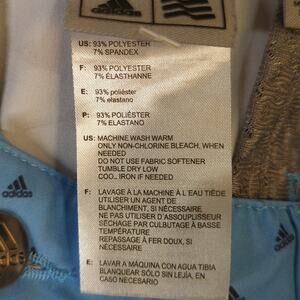 adidas
US: 93% POLYESTER
7% SPANDEX
F: 93% POLYESTER
7% ÉLASTHANNE
E: 93% poliéster
7% elastano
P: 93% POLIÉSTER
7% ELASTANO
US: MACHINE WASH WARM
ONLY NON-CHLORINE BLEACH, WHEN
NEEDED
DO NOT USE FABRIC SOFTENER
TUMBLE DRY LOW
COOL IRON IF NEEDED
F: LAVAGE À LA MACHINE À L'EAU TIÈDE
UTILISER UN AGENT DE
BLANCHIMENT, SI NÉCESSAIRE
NE PAS UTILISER D'ASSOUPLISSEUR
SÉCHAGE PAR CULBUTAGE À BASSE
TEMPÉRATURE
REPASSAGE À FER DOUX, SI
NÉCESSAIRE
E: LAVAR A MÁQUINA CON AGUA TIBIA
BLANQUEAR SÓLO SIN LEJÍA, EN
CASO NECESARIO
adidas
adidas